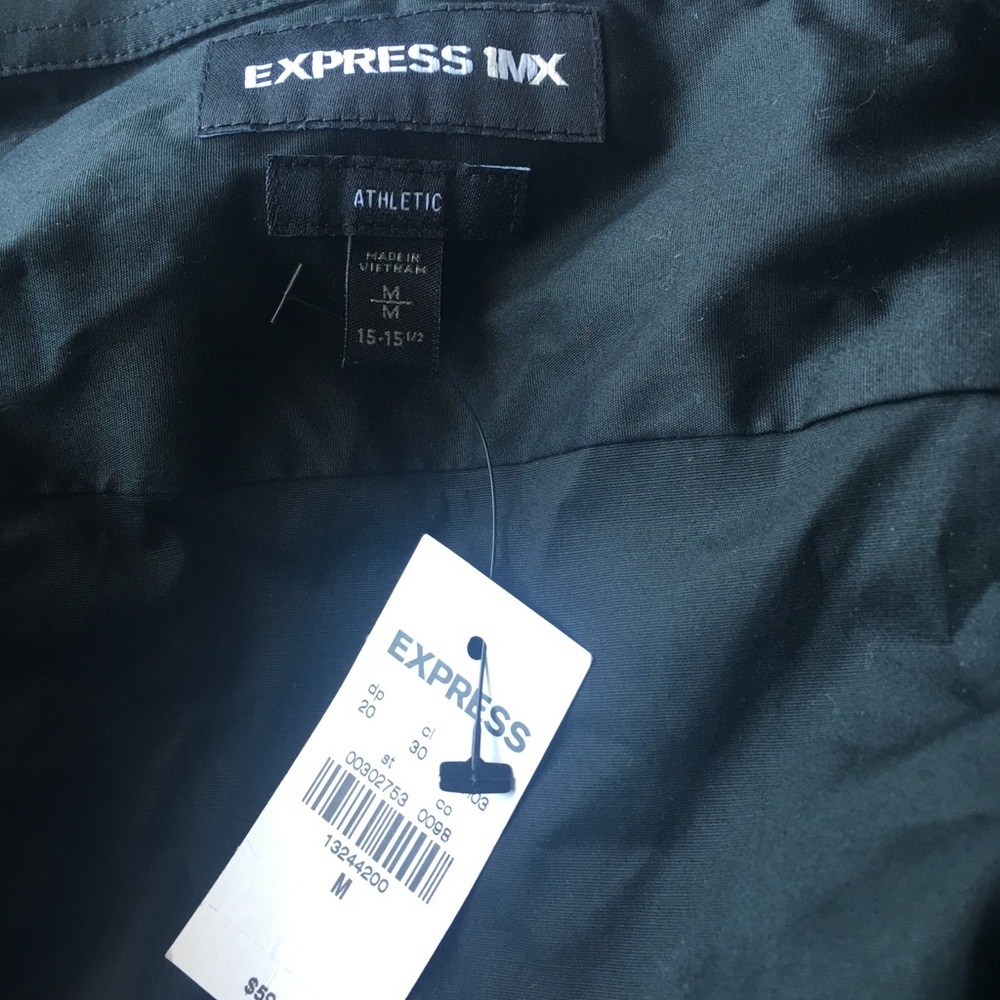 EXPRESS 1MX
ATHLETIC
MADE IN
VIETNAM
M
M
15-15 1/2
EXPRESS
dp cl
20 30
st co
00302753 0098
13244200
M